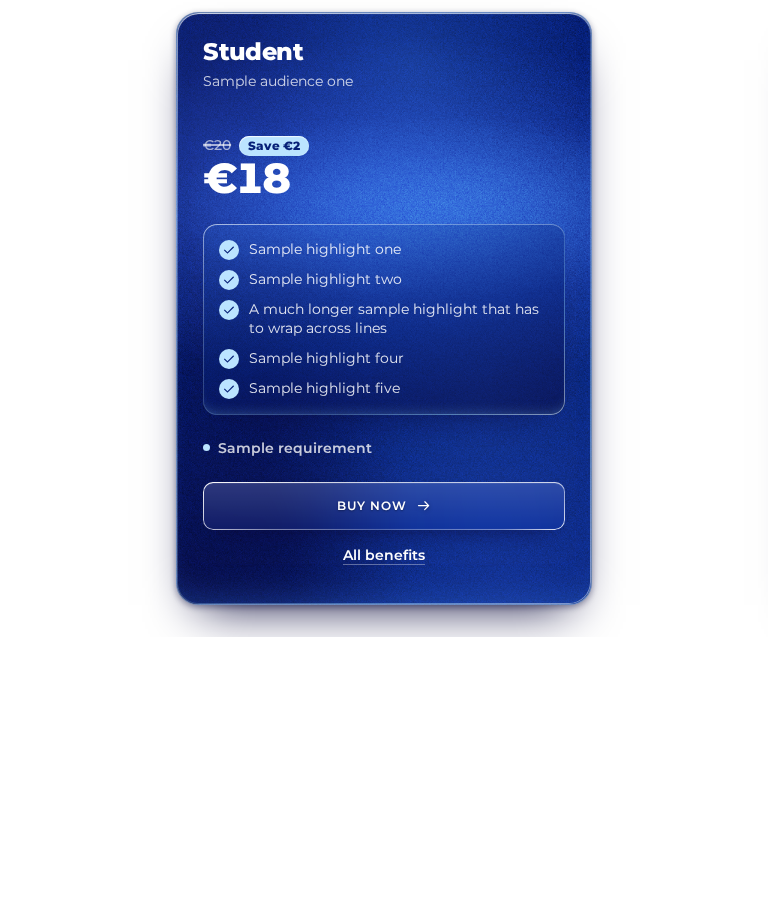 Student
Sample audience one
€20 Save €2
€18
Sample highlight one
Sample highlight two
A much longer sample highlight that has
to wrap across lines
Sample highlight four
Sample highlight five
Sample requirement
BUY NOW →
All benefits